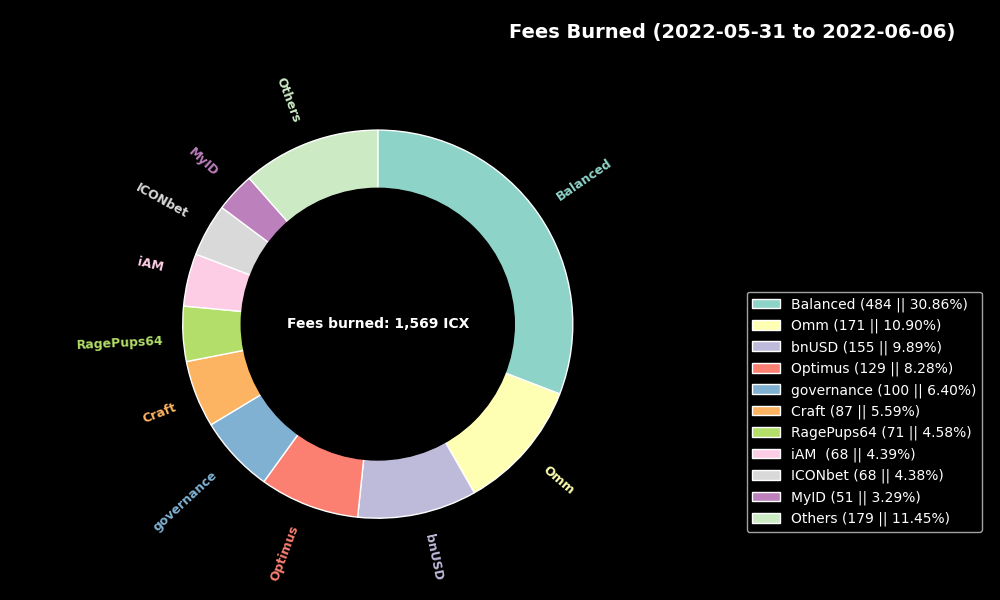 Fees Burned (2022-05-31 to 2022-06-06)
Others
MyID
ICONbet
iAM
RagePups64
Craft
governance
Optimus
bnUSD
Omm
Balanced
Fees burned: 1,569 ICX
Balanced (484 || 30.86%)
Omm (171 || 10.90%)
bnUSD (155 || 9.89%)
Optimus (129 || 8.28%)
governance (100 || 6.40%)
Craft (87 || 5.59%)
RagePups64 (71 || 4.58%)
iAM  (68 || 4.39%)
ICONbet (68 || 4.38%)
MyID (51 || 3.29%)
Others (179 || 11.45%)